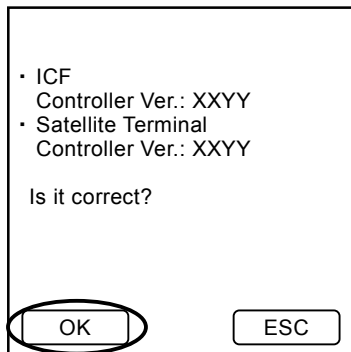 ・ ICF
Controller Ver.: XXYY
・ Satellite Terminal
Controller Ver.: XXYY
Is it correct?
OK ESC